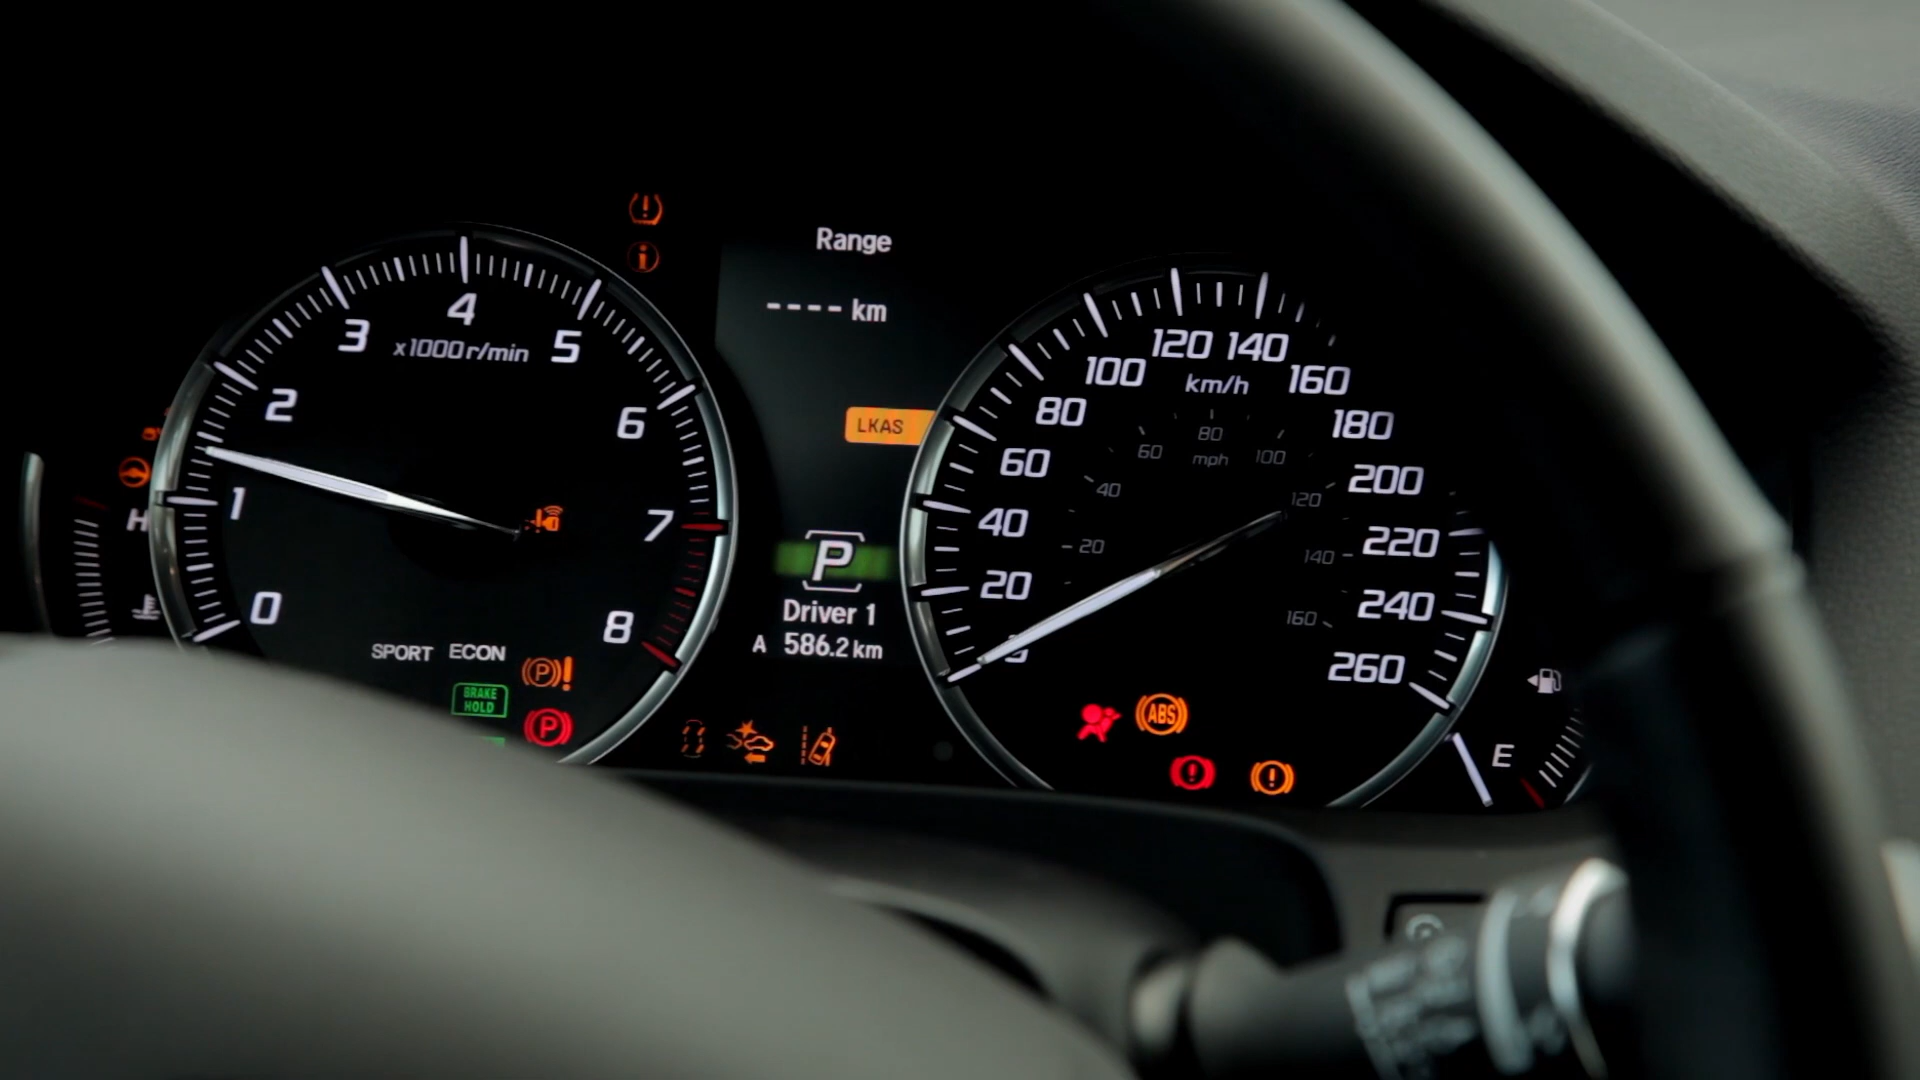 Range
---- km
LKAS
P
Driver 1
A 586.2 km
0
1
2
3
4
5
6
7
8
x1000r/min
SPORT ECON
BRAKE
HOLD
P
P
H
20
40
60
80
100
120
140
160
180
200
220
240
260
km/h
20
40
60
80
100
120
140
160
mph
ABS
E